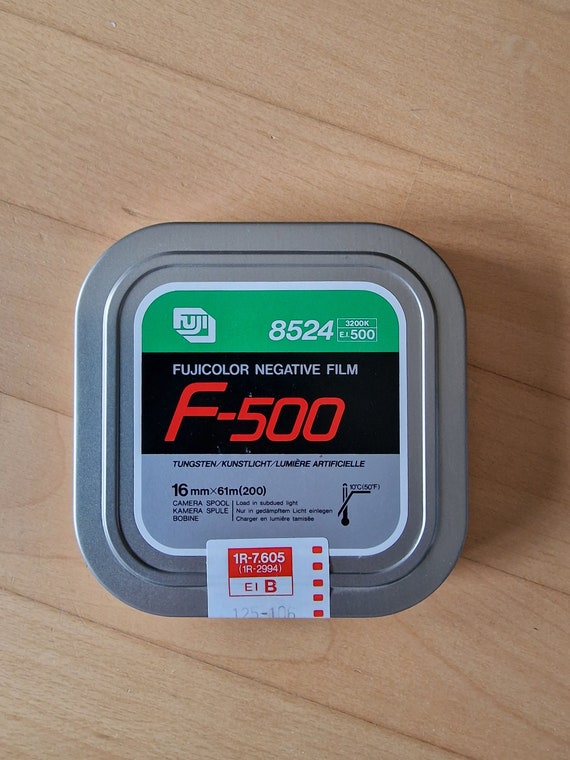 FUJI
8524
3200K
E.I. 500
FUJICOLOR NEGATIVE FILM
F-500
TUNGSTEN/KUNSTLICHT/LUMIÈRE ARTIFICIELLE
16mm×61m(200)
CAMERA SPOOL Load in subdued light
KAMERA SPULE Nur in gedämpftem Licht einlegen
BOBINE Charger en lumière tamisée
10°C(50°F)
1R-7.605
(1R-2994)
EI B
125-106